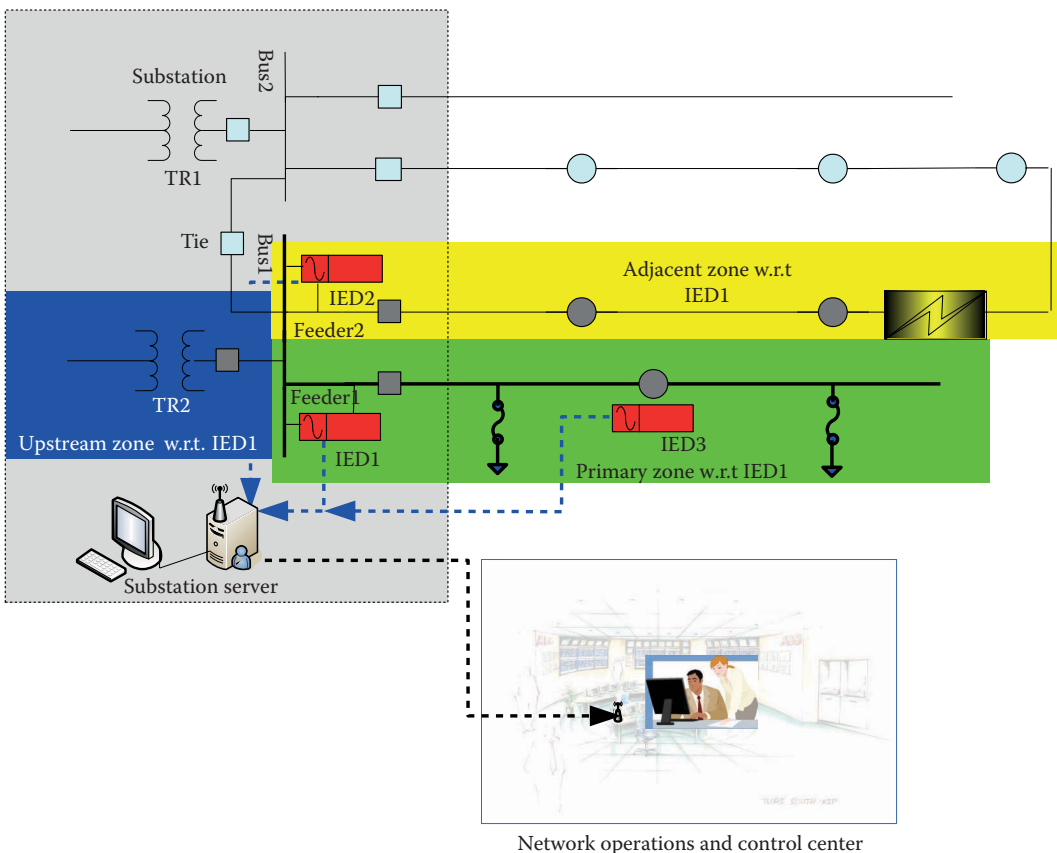 Substation
Bus2
TR1
Tie
Bus1
Adjacent zone w.r.t
IED1
IED2
Feeder2
TR2
Feeder1
Upstream zone w.r.t. IED1
IED1
IED3
Primary zone w.r.t IED1
Substation server
Network operations and control center